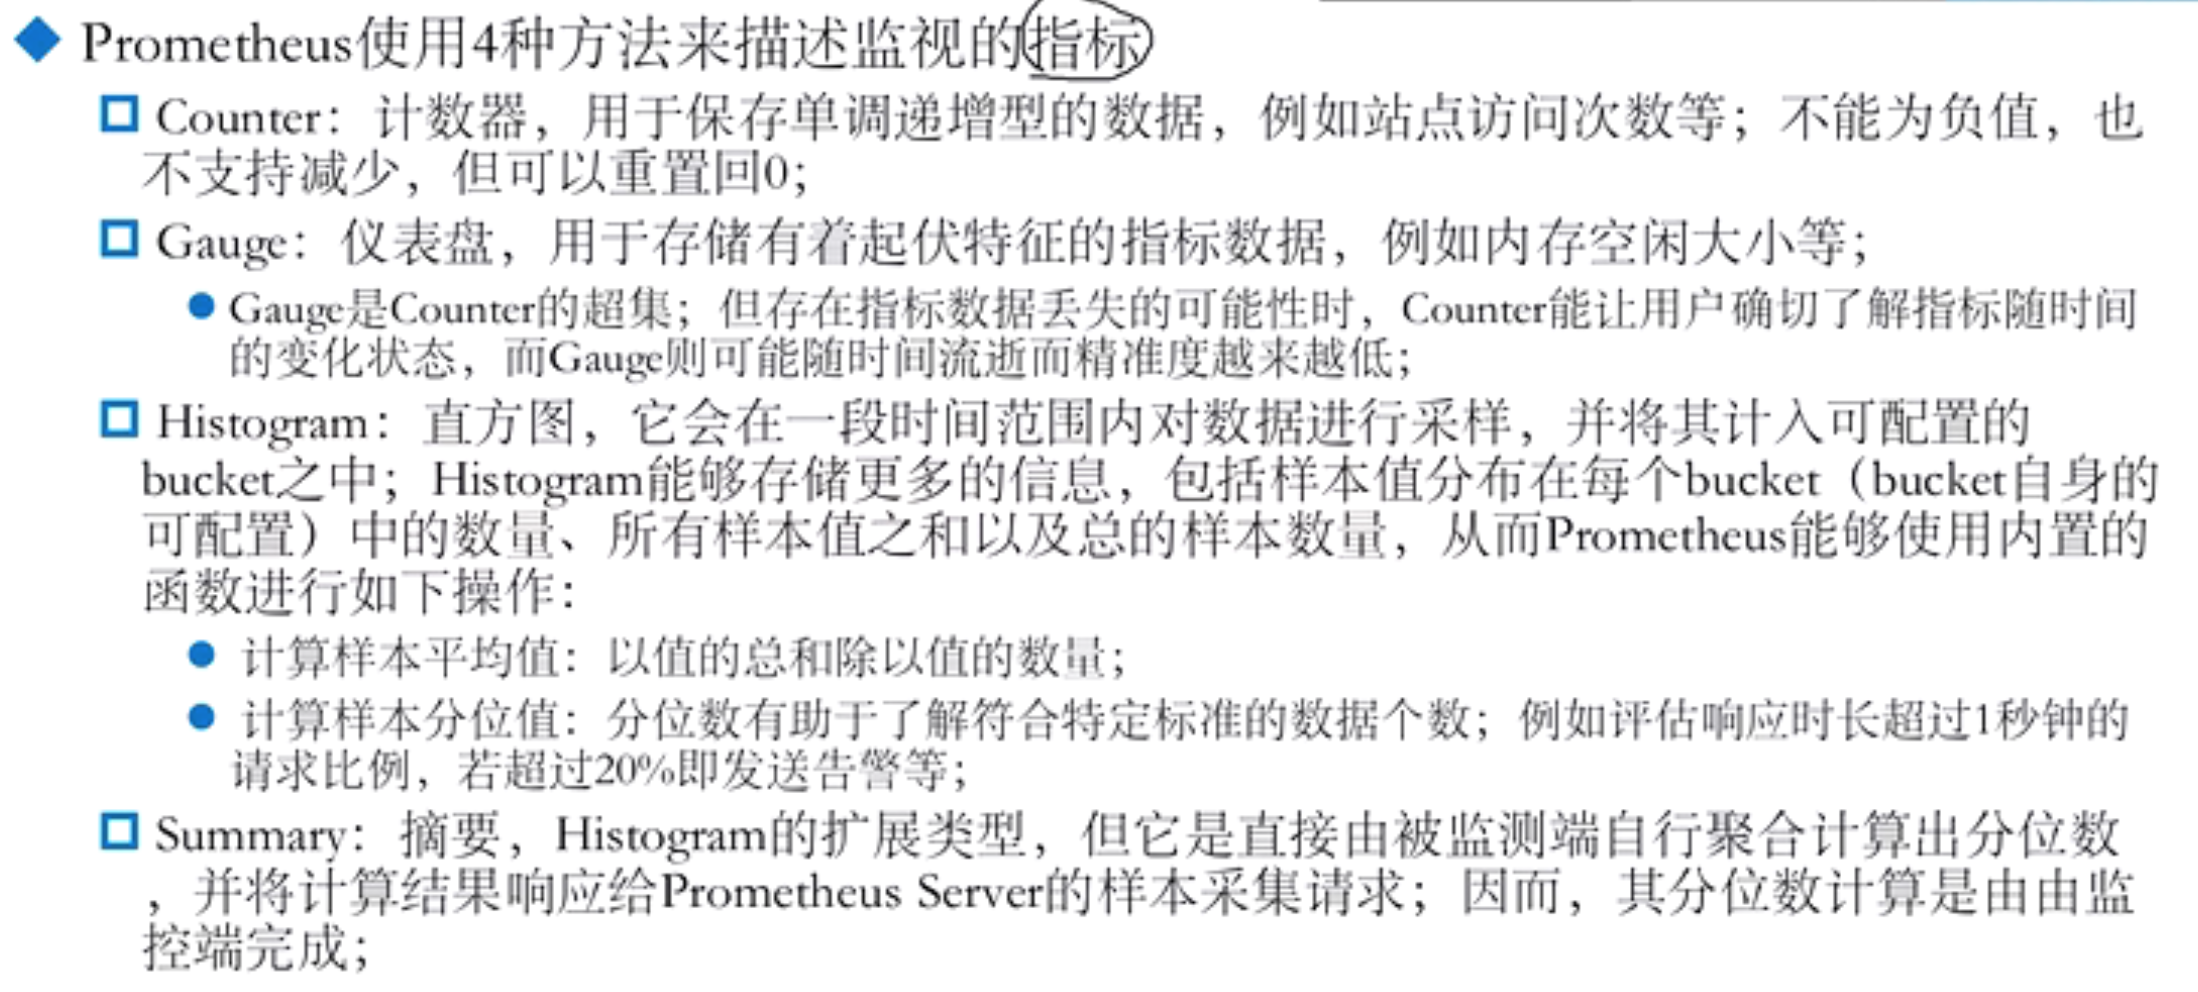 Prometheus使用4种方法来描述监视的指标
Counter：计数器，用于保存单调递增型的数据，例如站点访问次数等；不能为负值，也
不支持减少，但可以重置回0；
Gauge：仪表盘，用于存储有着起伏特征的指标数据，例如内存空闲大小等；
Gauge是Counter的超集；但存在指标数据丢失的可能性时，Counter能让用户确切了解指标随时间
的变化状态，而Gauge则可能随时间流逝而精准度越来越低；
Histogram：直方图，它会在一段时间范围内对数据进行采样，并将其计入可配置的
bucket之中；Histogram能够存储更多的信息，包括样本值分布在每个bucket（bucket自身的
可配置）中的数量、所有样本值之和以及总的样本数量，从而Prometheus能够使用内置的
函数进行如下操作：
计算样本平均值：以值的总和除以值的数量；
计算样本分位值：分位数有助于了解符合特定标准的数据个数；例如评估响应时长超过1秒钟的
请求比例，若超过20%即发送告警等；
Summary：摘要，Histogram的扩展类型，但它是直接由被监测端自行聚合计算出分位数
，并将计算结果响应给Prometheus Server的样本采集请求；因而，其分位数计算是由由监
控端完成；